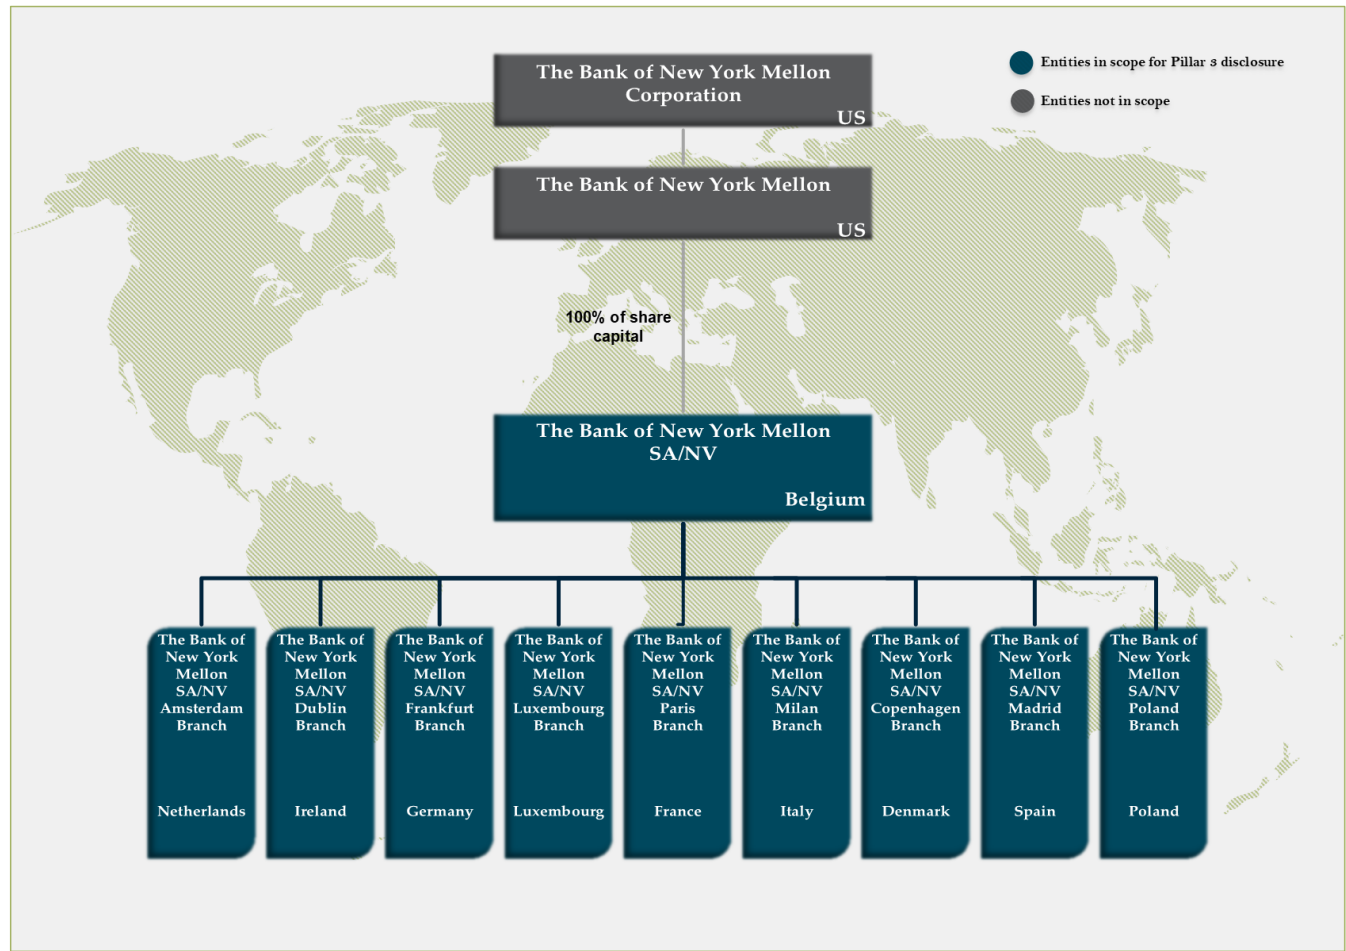 The Bank of New York Mellon
Corporation
US
Entities in scope for Pillar 3 disclosure
Entities not in scope
The Bank of New York Mellon
US
100% of share
capital
The Bank of New York Mellon
SA/NV
Belgium
The Bank of
New York
Mellon
SA/NV
Amsterdam
Branch
Netherlands
The Bank of
New York
Mellon
SA/NV
Dublin
Branch
Ireland
The Bank of
New York
Mellon
SA/NV
Frankfurt
Branch
Germany
The Bank of
New York
Mellon
SA/NV
Luxembourg
Branch
Luxembourg
The Bank of
New York
Mellon
SA/NV
Paris
Branch
France
The Bank of
New York
Mellon
SA/NV
Milan
Branch
Italy
The Bank of
New York
Mellon
SA/NV
Copenhagen
Branch
Denmark
The Bank of
New York
Mellon
SA/NV
Madrid
Branch
Spain
The Bank of
New York
Mellon
SA/NV
Poland
Branch
Poland